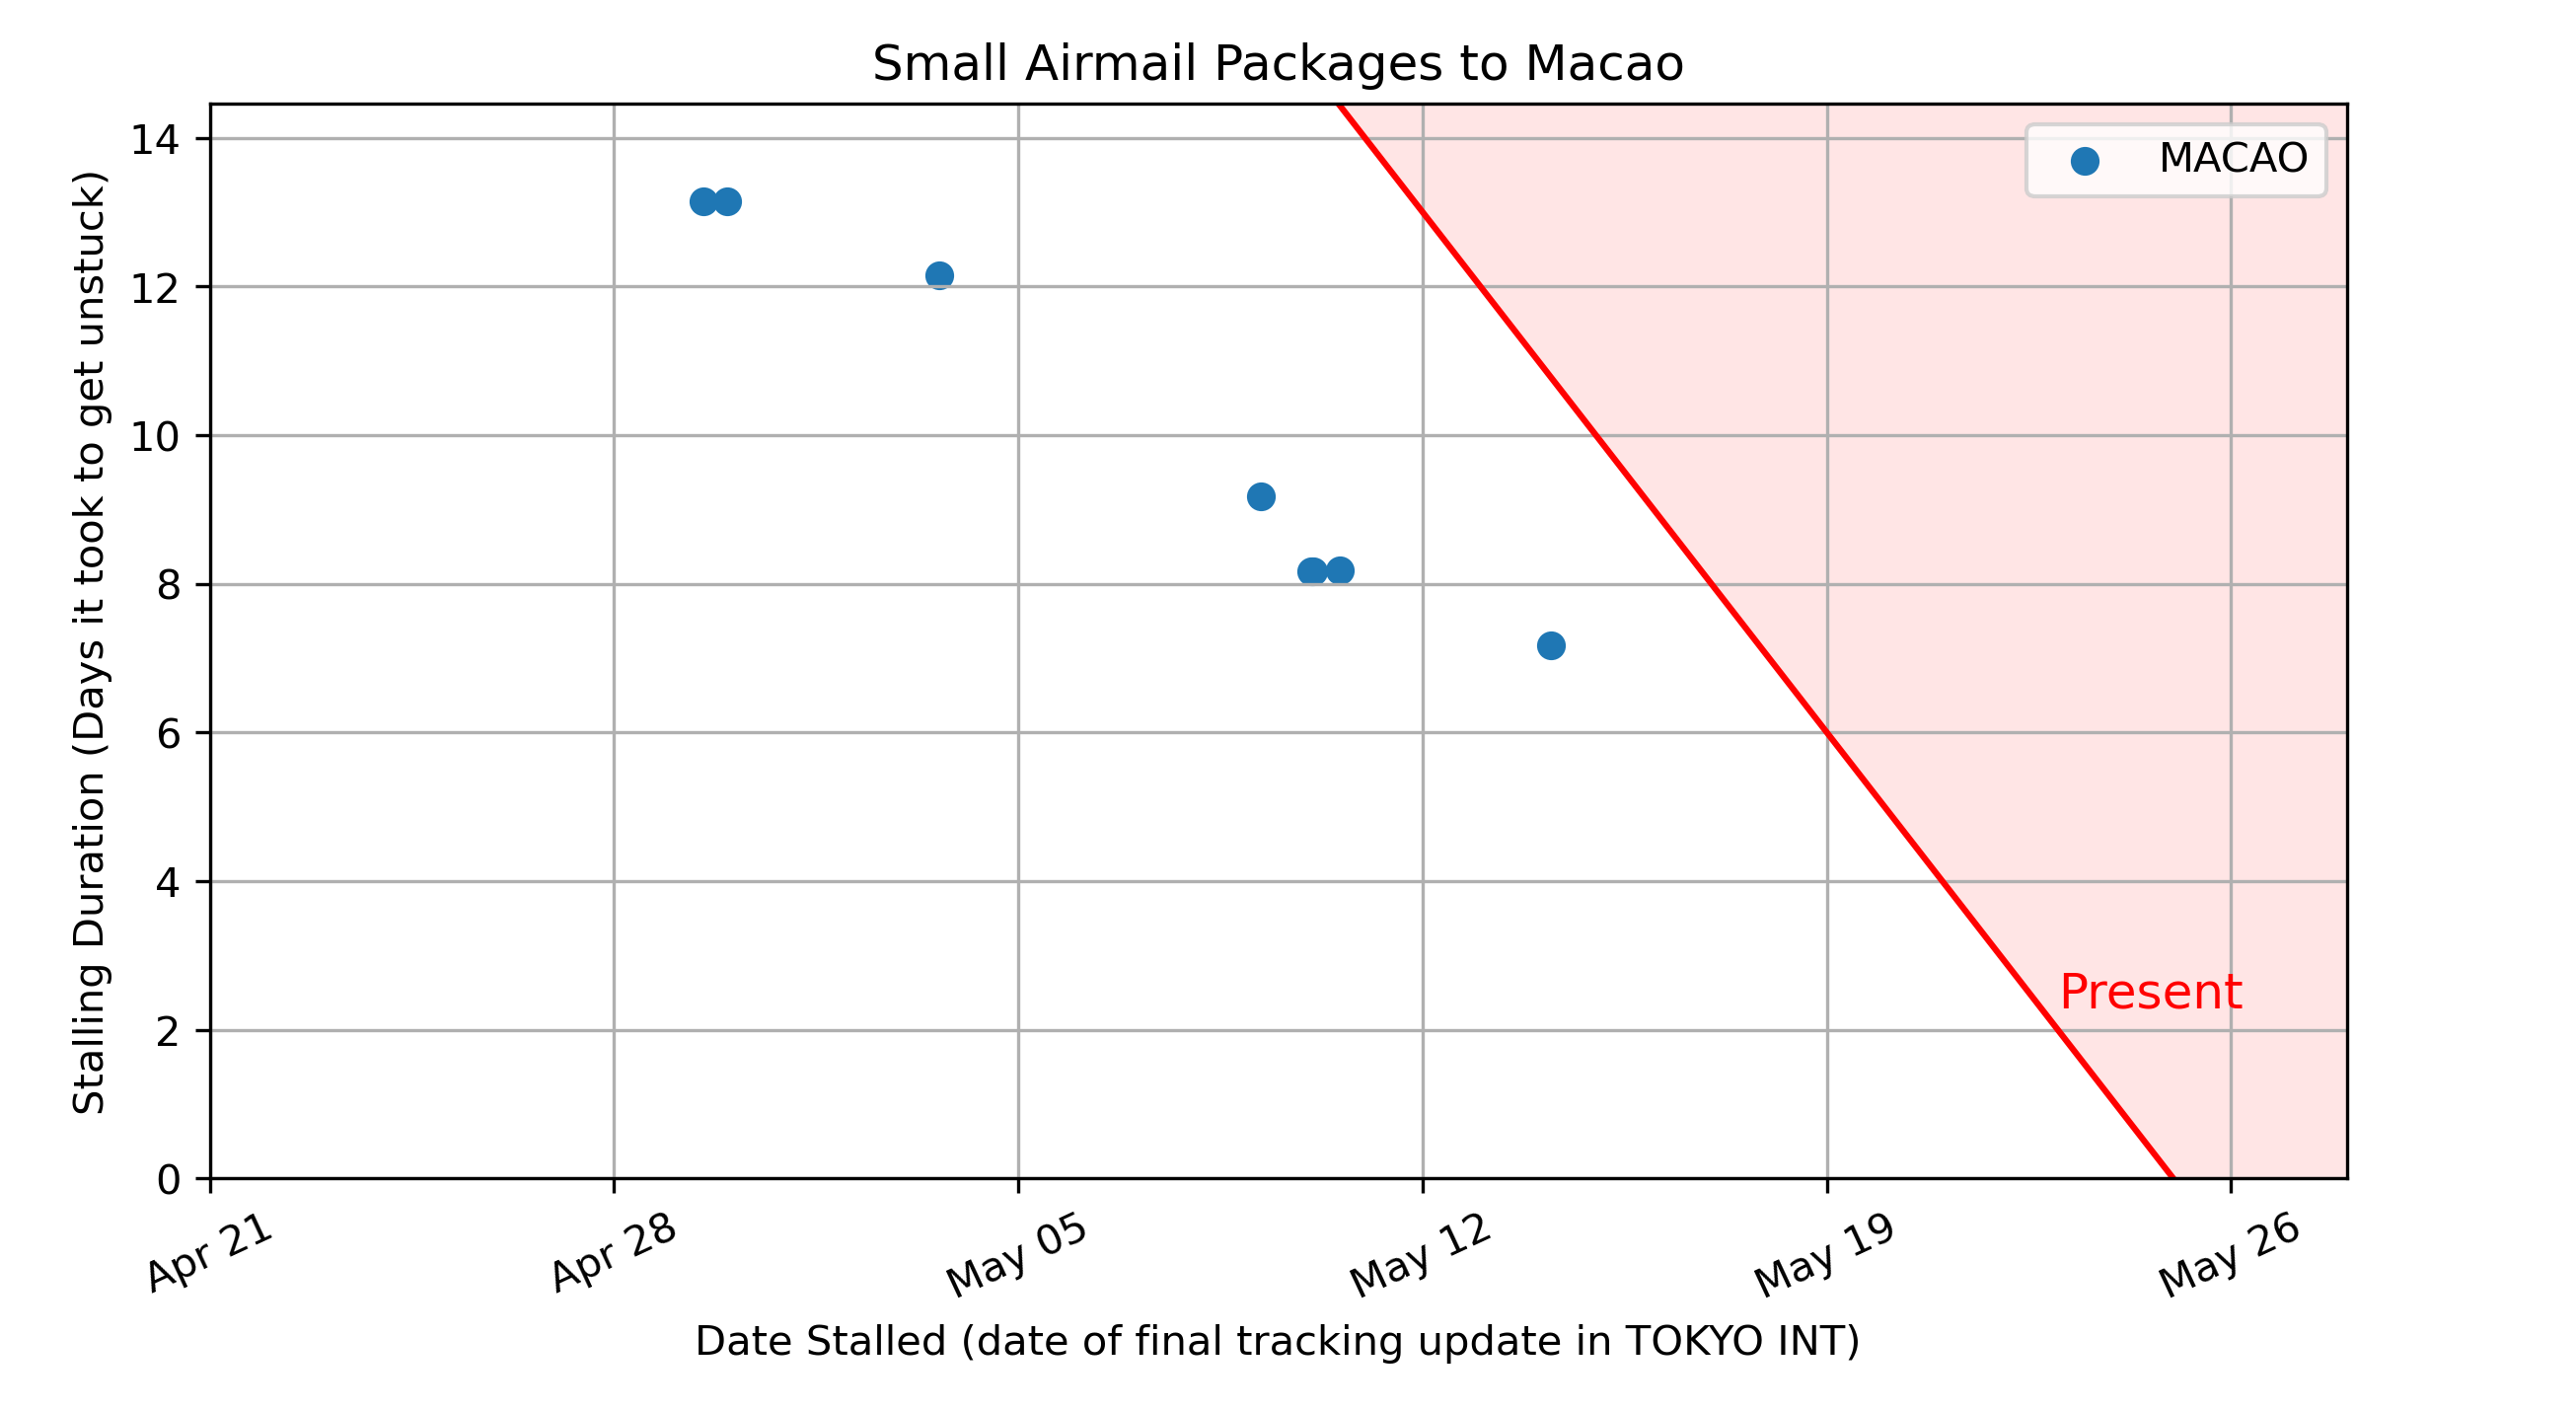 Small Airmail Packages to Macao
MACAO
Stalling Duration (Days it took to get unstuck)
14
12
10
8
6
4
2
0
Present
Apr 21
Apr 28
May 05
May 12
May 19
May 26
Date Stalled (date of final tracking update in TOKYO INT)